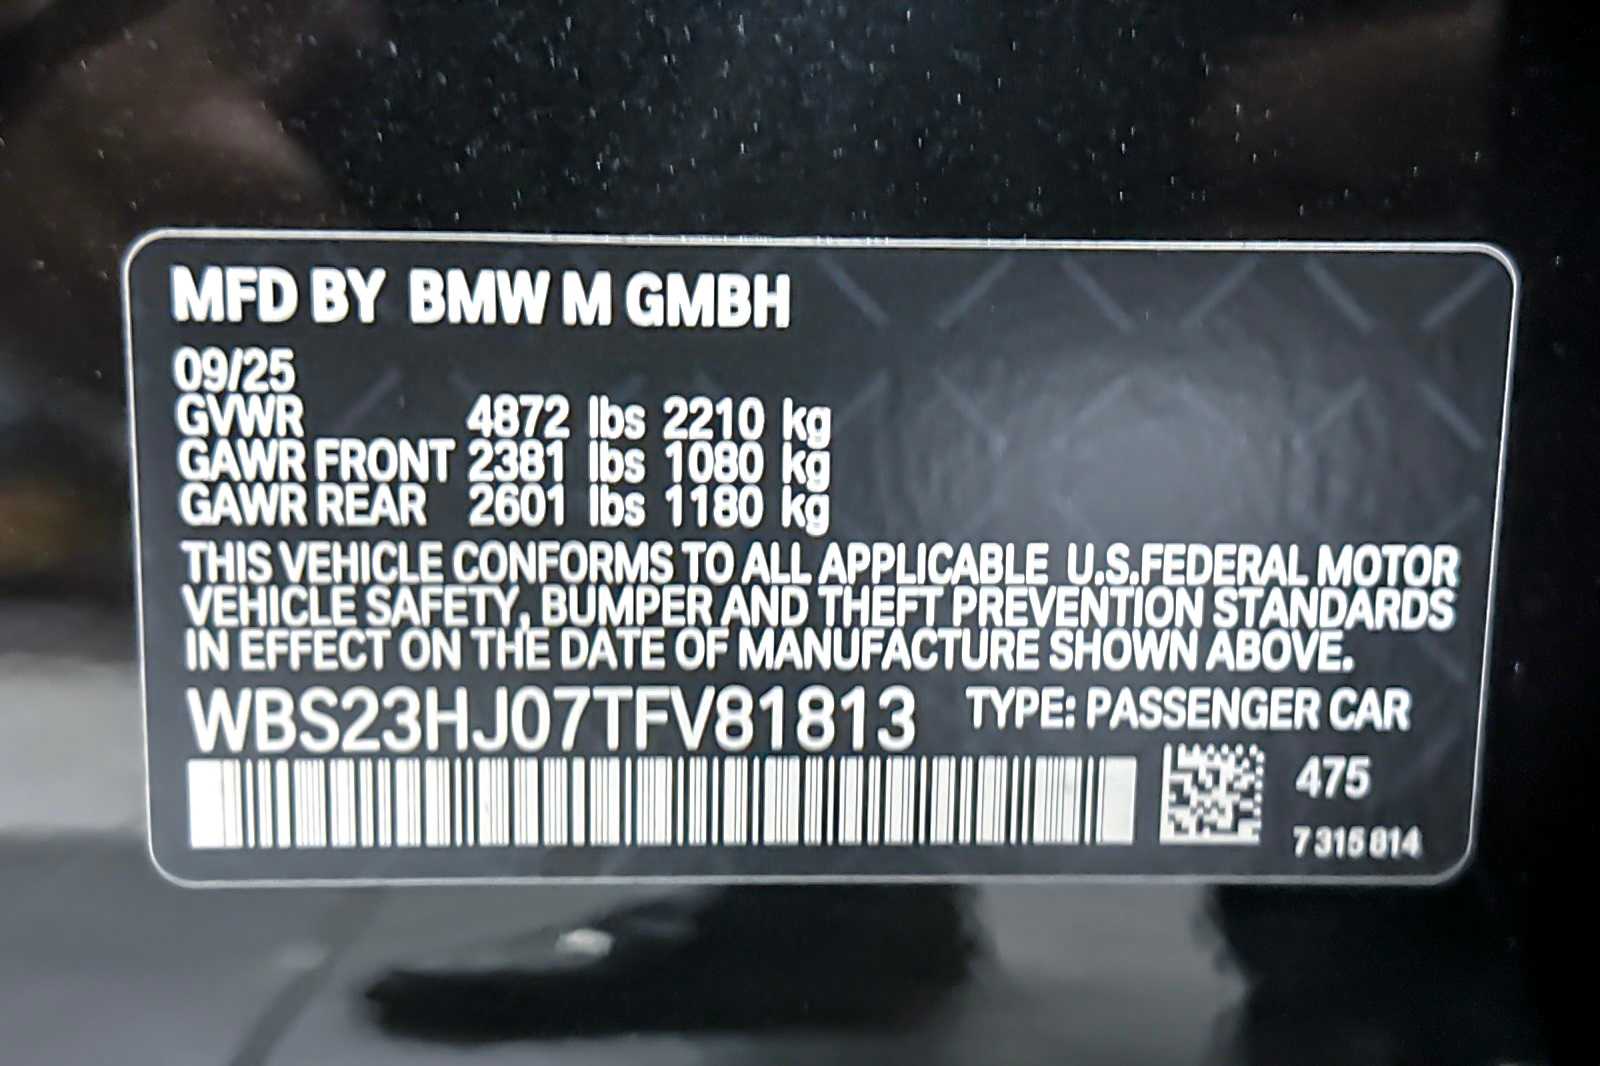 MFD BY BMW M GMBH
09/25
GVWR 4872 lbs 2210 kg
GAWR FRONT 2381 lbs 1080 kg
GAWR REAR 2601 lbs 1180 kg
THIS VEHICLE CONFORMS TO ALL APPLICABLE U.S.FEDERAL MOTOR
VEHICLE SAFETY, BUMPER AND THEFT PREVENTION STANDARDS
IN EFFECT ON THE DATE OF MANUFACTURE SHOWN ABOVE.
WBS23HJ07TFV81813 TYPE: PASSENGER CAR
475
7 315 814